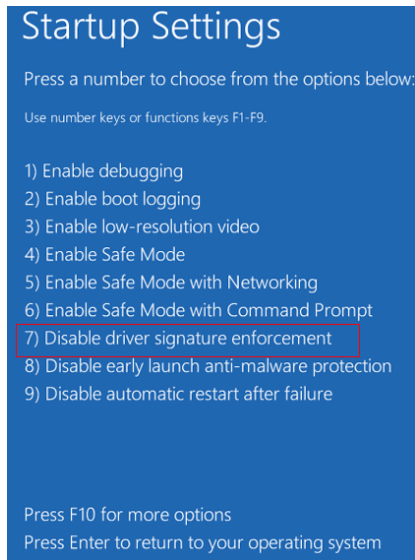 Startup Settings
Press a number to choose from the options below:
Use number keys or functions keys F1-F9.
1) Enable debugging
2) Enable boot logging
3) Enable low-resolution video
4) Enable Safe Mode
5) Enable Safe Mode with Networking
6) Enable Safe Mode with Command Prompt
7) Disable driver signature enforcement
8) Disable early launch anti-malware protection
9) Disable automatic restart after failure
Press F10 for more options
Press Enter to return to your operating system